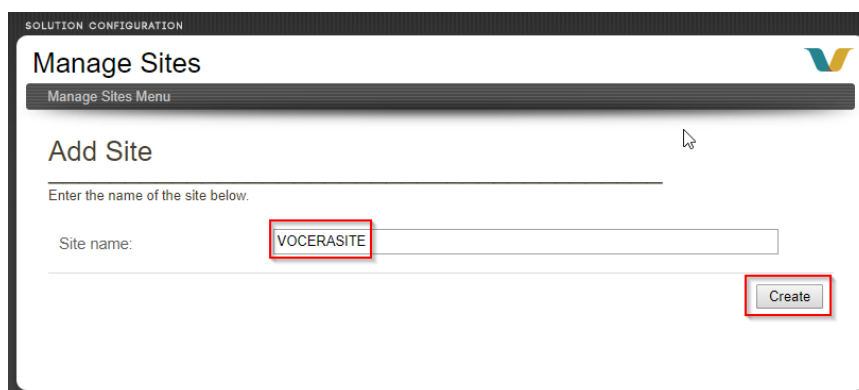 SOLUTION CONFIGURATION
Manage Sites
Manage Sites Menu
Add Site
Enter the name of the site below.
Site name:
VOCERASITE
Create